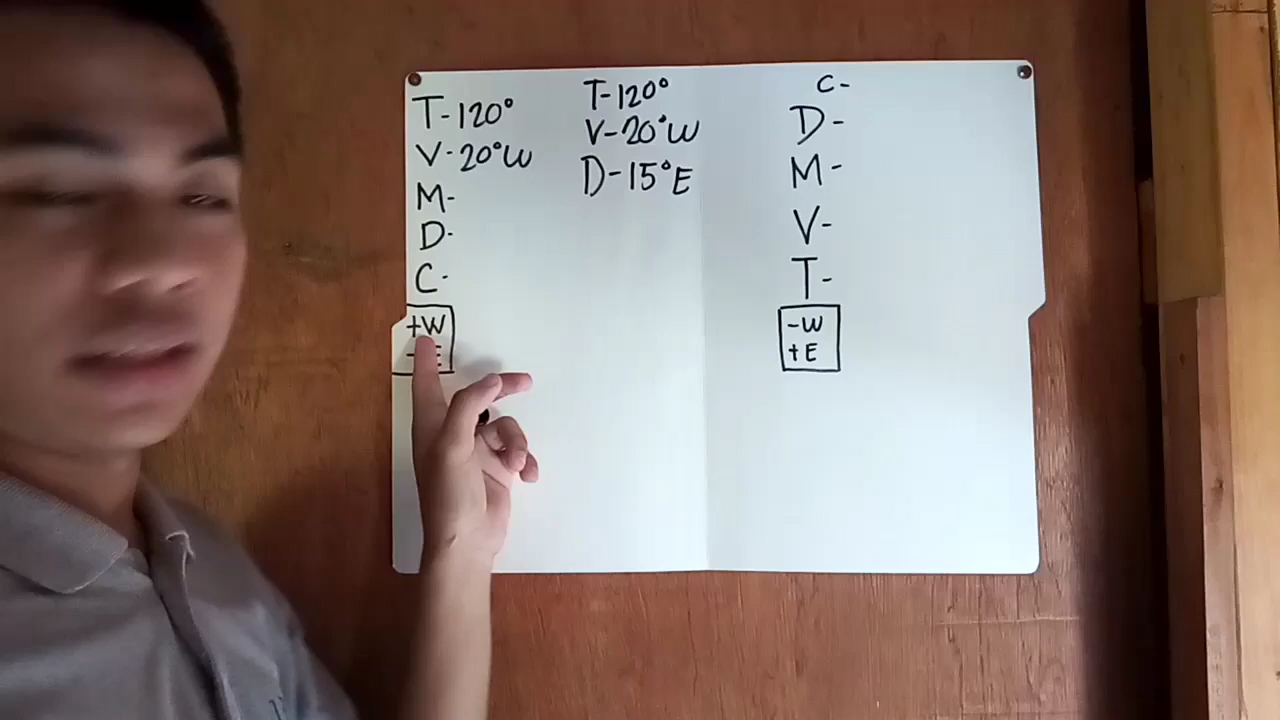 T-120°
V-20°W
M-
D-
C-
+W
-E
T-120°
V-20°W
D-15°E
C-
D-
M-
V-
T-
-W
+E